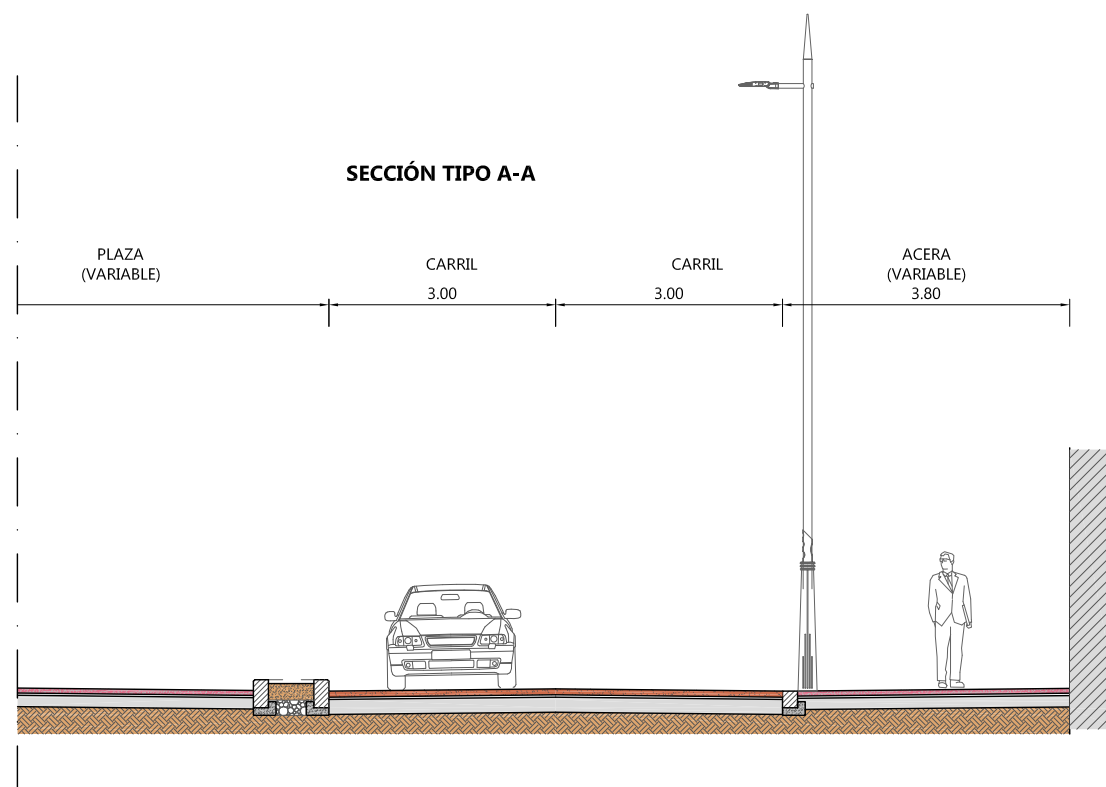 SECCIÓN TIPO A-A
PLAZA
(VARIABLE)
CARRIL
3.00
CARRIL
3.00
ACERA
(VARIABLE)
3.80